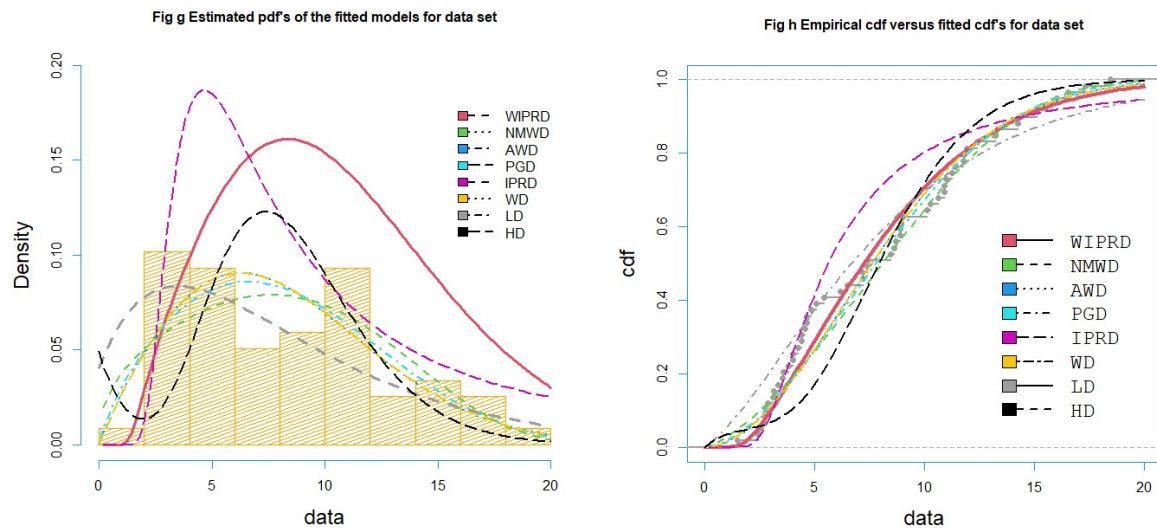 Fig g Estimated pdf's of the fitted models for data set
Density
0.00
0.05
0.10
0.15
0.20
WIPRD
NMWD
AWD
PGD
IPRD
WD
LD
HD
0
5
10
15
20
data
Fig h Empirical cdf versus fitted cdf's for data set
cdf
0.0
0.2
0.4
0.6
0.8
1.0
WIPRD
NMWD
AWD
PGD
IPRD
WD
LD
HD
0
5
10
15
20
data